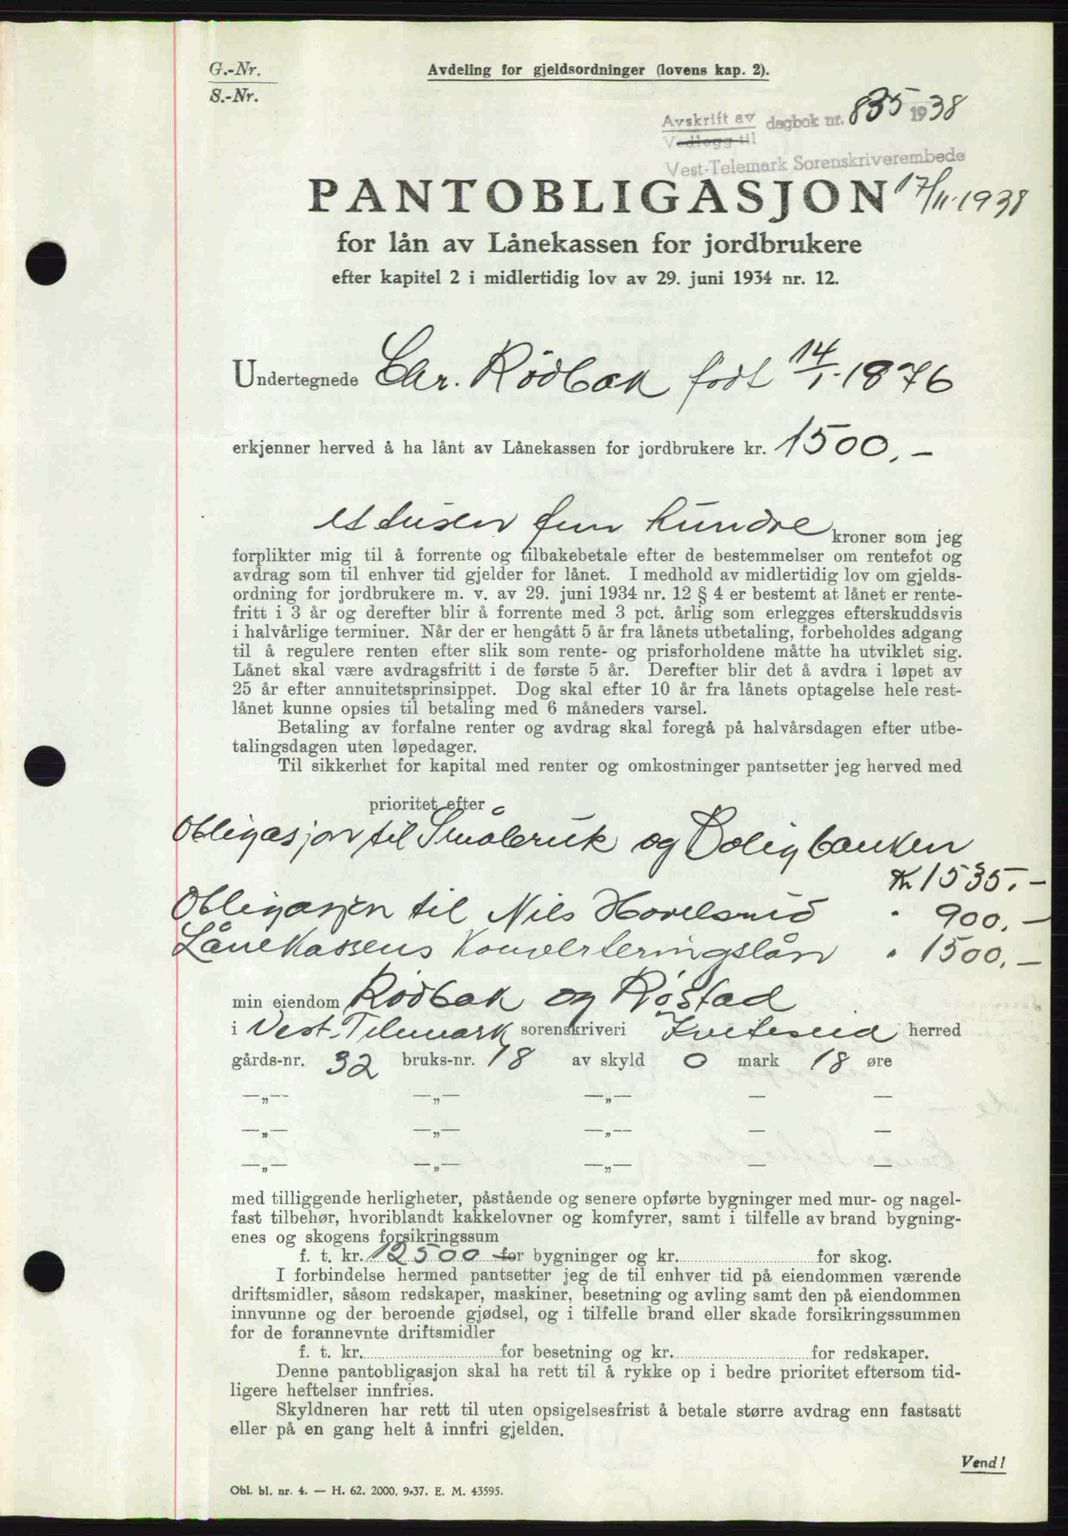 G.-Nr.
S.-Nr.
Avdeling for gjeldsordninger (lovens kap. 2).
Avskrift av dagbok nr. 835 1938
Vedlegg til
Vest-Telemark Sorenskriverembede
PANTOBLIGASJON 17/11-1938
for lån av Lånekassen for jordbrukere
efter kapitel 2 i midlertidig lov av 29. juni 1934 nr. 12.
Undertegnede Chr. Rödbak født 14/1-1876
erkjenner herved å ha lånt av Lånekassen for jordbrukere kr. 1500,-
et tusen fem hundre kroner som jeg
forplikter mig til å forrente og tilbakebetale efter de bestemmelser om rentefot og
avdrag som til enhver tid gjelder for lånet. I medhold av midlertidig lov om gjelds-
ordning for jordbrukere m. v. av 29. juni 1934 nr. 12 § 4 er bestemt at lånet er rente-
fritt i 3 år og derefter blir å forrente med 3 pct. årlig som erlegges efterskuddsvis
i halvårlige terminer. Når der er hengått 5 år fra lånets utbetaling, forbeholdes adgang
til å regulere renten efter slik som rente- og prisforholdene måtte ha utviklet sig.
Lånet skal være avdragsfritt i de første 5 år. Derefter blir det å avdra i løpet av
25 år efter annuitetsprinsippet. Dog skal efter 10 år fra lånets optagelse hele rest-
lånet kunne opsies til betaling med 6 måneders varsel.
Betaling av forfalne renter og avdrag skal foregå på halvårsdagen efter utbe-
talingsdagen uten løpedager.
Til sikkerhet for kapital med renter og omkostninger pantsetter jeg herved med
prioritet efter
Obligasjon til Småbruk og Boligbanken
Kr 1535.-
Obligasjon til Nils Hovelsrud " 900.-
Lånekassens Konverteringslån " 1500.-
min eiendom Rødbak og Røstad
i Vest-Telemark sorenskriveri Kviteseid herred
gårds-nr. 32 bruks-nr. 18 av skyld 0 mark 18 øre
—„— —„— —„— — —
—„— —„— —„— — —
—„— —„— —„— — —
med tilliggende herligheter, påstående og senere opførte bygninger med mur- og nagel-
fast tilbehør, hvoriblandt kakkelovner og komfyrer, samt i tilfelle av brand bygning-
enes og skogens forsikringssum
f. t. kr. 12500 for bygninger og kr. for skog.
I forbindelse hermed pantsetter jeg de til enhver tid på eiendommen værende
driftsmidler, såsom redskaper, maskiner, besetning og avling samt den på eiendommen
innvunne og der beroende gjødsel, og i tilfelle brand eller skade forsikringssummen
for de forannevnte driftsmidler
f. t. kr. for besetning og kr. for redskaper.
Denne pantobligasjon skal ha rett til å rykke op i bedre prioritet eftersom tid-
ligere heftelser innfries.
Skyldneren har rett til uten opsigelsesfrist å betale større avdrag enn fastsatt
eller på en gang helt å innfri gjelden.
Vend!
Obl. bl. nr. 4. — H. 62. 2000. 9-37. E. M. 43595.